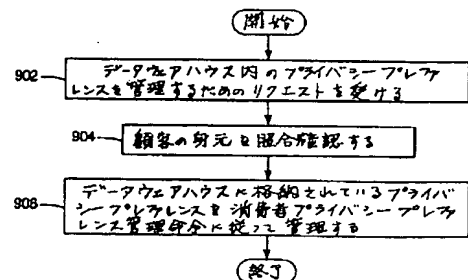 開始
902
データウェアハウス内のプライバシープレファ
レンスを管理するためのリクエストを受ける
904
顧客の身元を照合確認する
908
データウェアハウスに格納されているプライバ
シープレファレンスを消費者プライバシープレファ
レンス管理命令に従って管理する
終了